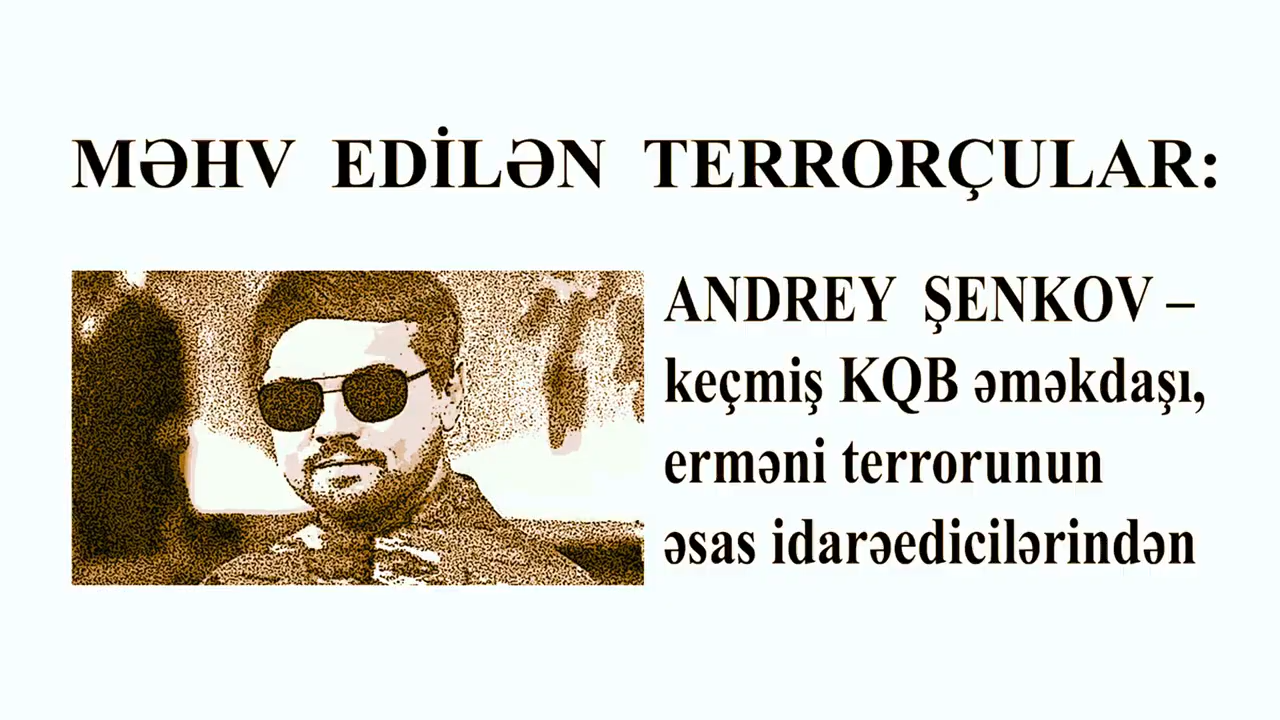 MƏHV EDİLƏN TERRORÇULAR:
ANDREY ŞENKOV –
keçmiş KQB əməkdaşı,
erməni terrorunun
əsas idarəedicilərindən